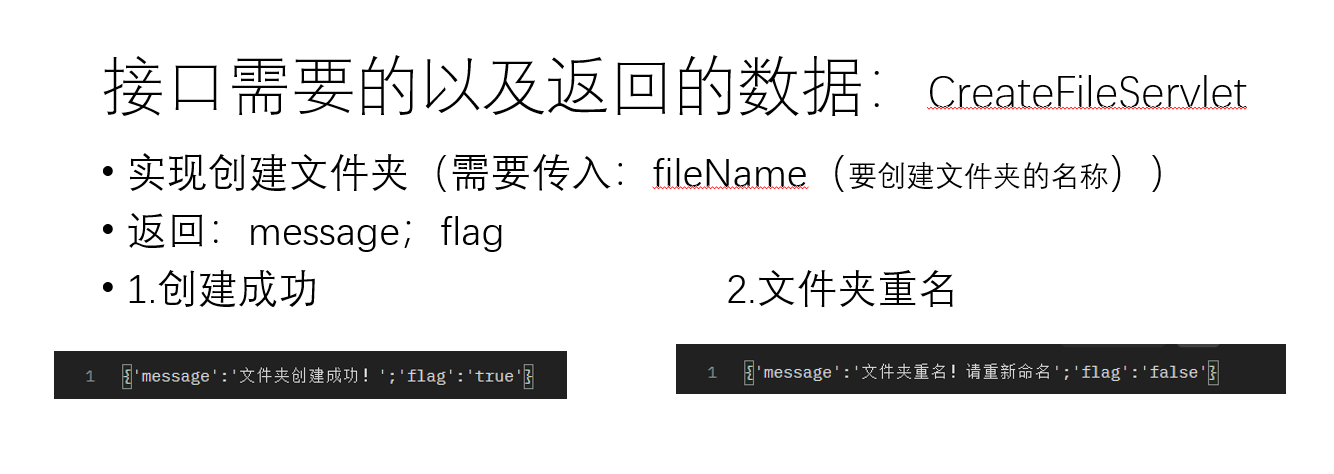 接口需要的以及返回的数据： CreateFileServlet
• 实现创建文件夹（需要传入：fileName（要创建文件夹的名称））
• 返回：message；flag
• 1.创建成功 2.文件夹重名
1 {'message':'文件夹创建成功！';'flag':'true'}
1 {'message':'文件夹重名！请重新命名';'flag':'false'}